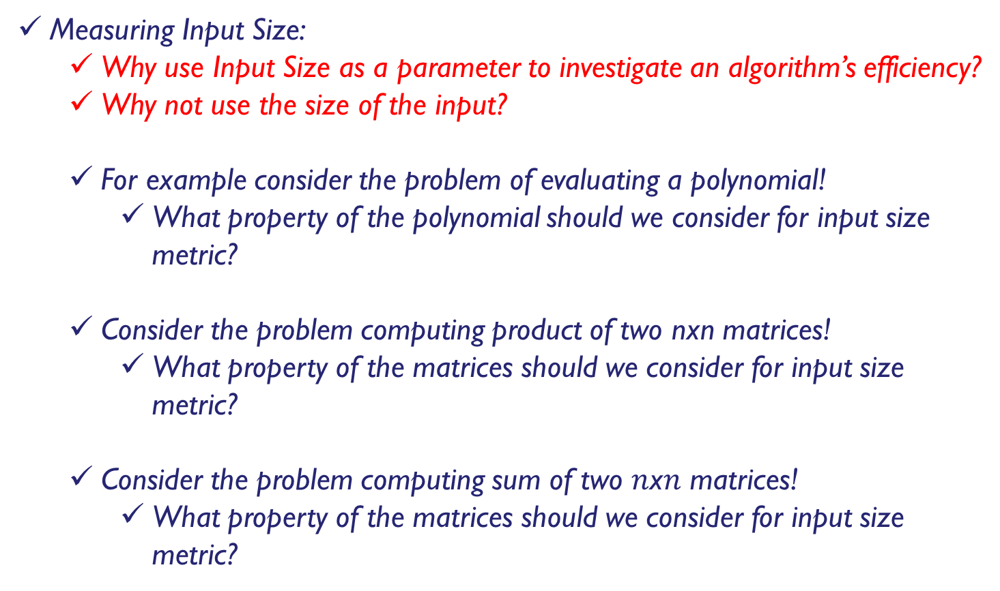 ✓ Measuring Input Size:
✓ Why use Input Size as a parameter to investigate an algorithm’s efficiency?
✓ Why not use the size of the input?
✓ For example consider the problem of evaluating a polynomial!
✓ What property of the polynomial should we consider for input size
metric?
✓ Consider the problem computing product of two nxn matrices!
✓ What property of the matrices should we consider for input size
metric?
✓ Consider the problem computing sum of two nxn matrices!
✓ What property of the matrices should we consider for input size
metric?